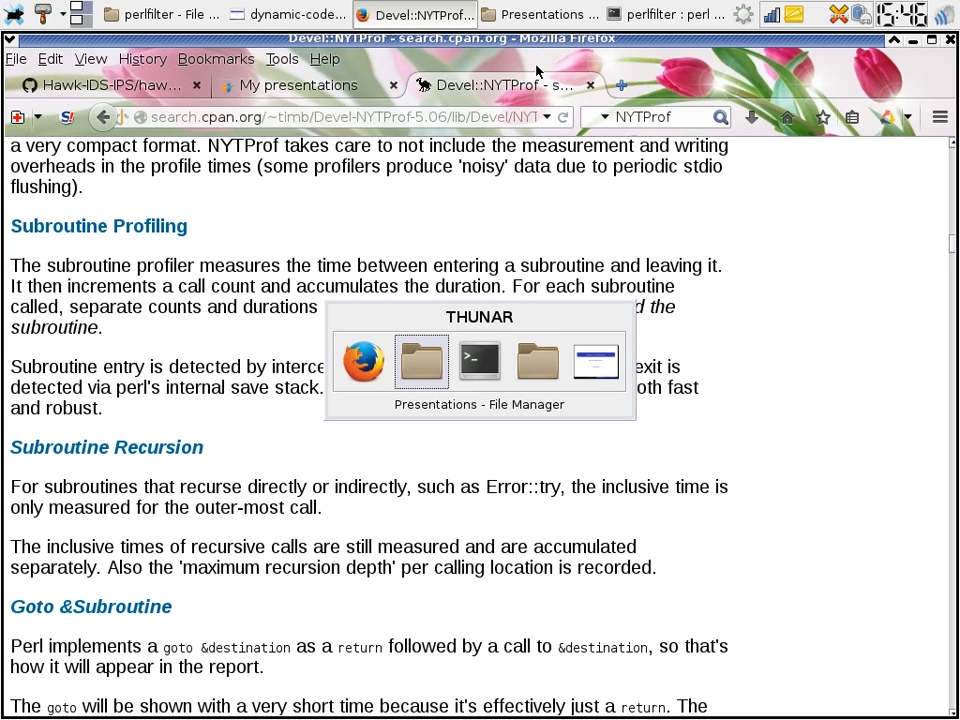 perlfilter - File ...
dynamic-code...
Devel::NYTProf...
Presentations ...
perlfilter : perl ...
15:46
Devel::NYTProf - search.cpan.org - Mozilla Firefox
File Edit View History Bookmarks Tools Help
Hawk-IDS-IPS/haw...
My presentations
Devel::NYTProf - s...
search.cpan.org/~timb/Devel-NYTProf-5.06/lib/Devel/NYT
NYTProf
a very compact format. NYTProf takes care to not include the measurement and writing
overheads in the profile times (some profilers produce 'noisy' data due to periodic stdio
flushing).
Subroutine Profiling
The subroutine profiler measures the time between entering a subroutine and leaving it.
It then increments a call count and accumulates the duration. For each subroutine
called, separate counts and durations
d the
subroutine.
THUNAR
Presentations - File Manager
Subroutine entry is detected by interce
exit is
detected via perl's internal save stack.
oth fast
and robust.
Subroutine Recursion
For subroutines that recurse directly or indirectly, such as Error::try, the inclusive time is
only measured for the outer-most call.
The inclusive times of recursive calls are still measured and are accumulated
separately. Also the 'maximum recursion depth' per calling location is recorded.
Goto &Subroutine
Perl implements a goto &destination as a return followed by a call to &destination, so that's
how it will appear in the report.
The goto will be shown with a very short time because it's effectively just a return. The